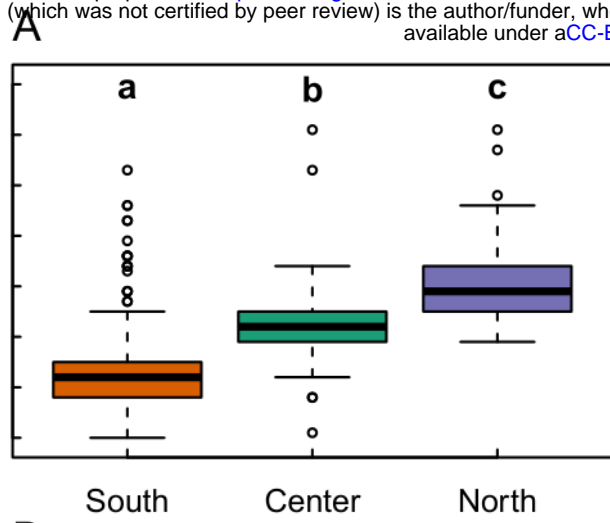 (which was not certified by peer review) is the author/funder, wh
A
available under aCC-B
a b c
South Center North